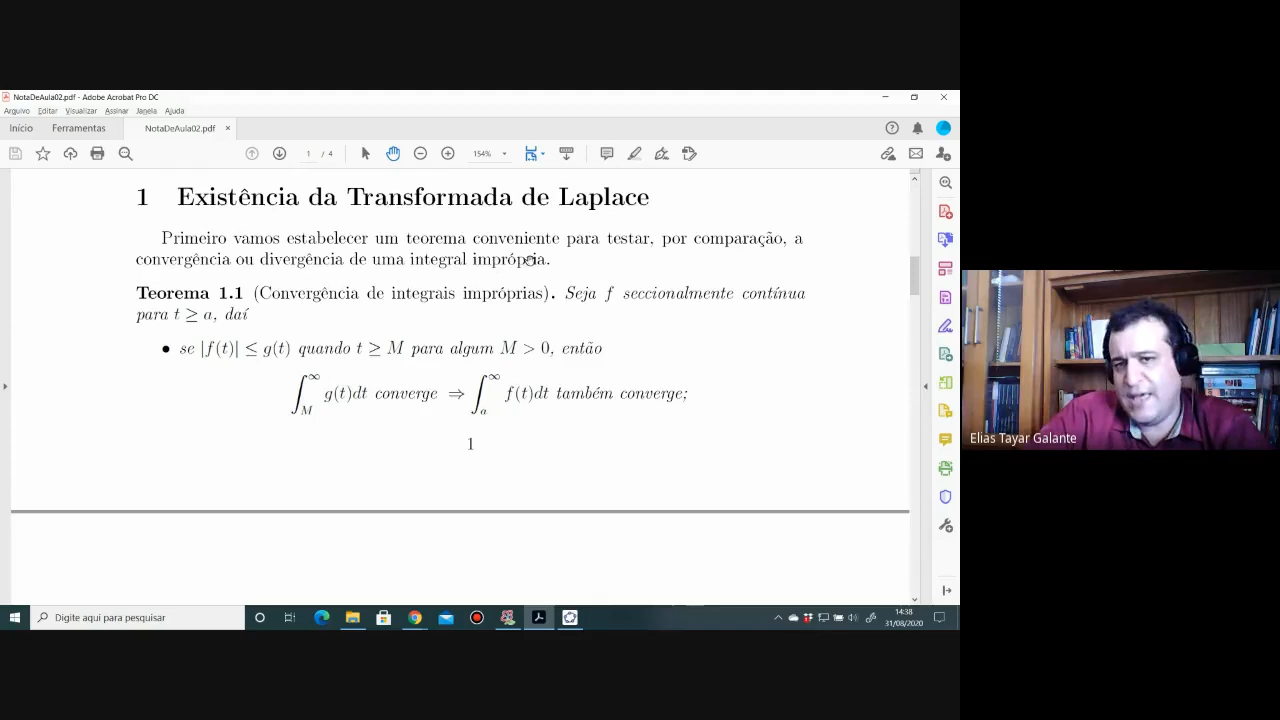 NotaDeAula02.pdf - Adobe Acrobat Pro DC
Arquivo Editar Visualizar Assinar Janela Ajuda
Início Ferramentas NotaDeAula02.pdf ×
1 / 4 154%
1 Existência da Transformada de Laplace
Primeiro vamos estabelecer um teorema conveniente para testar, por comparação, a
convergência ou divergência de uma integral imprópria.
Teorema 1.1 (Convergência de integrais impróprias). Seja f seccionalmente contínua
para t ≥ a, daí
• se |f(t)| ≤ g(t) quando t ≥ M para algum M > 0, então
∫_M^∞ g(t)dt converge ⇒ ∫_a^∞ f(t)dt também converge;
1
Elias Tayar Galante
Digite aqui para pesquisar
14:38
31/08/2020